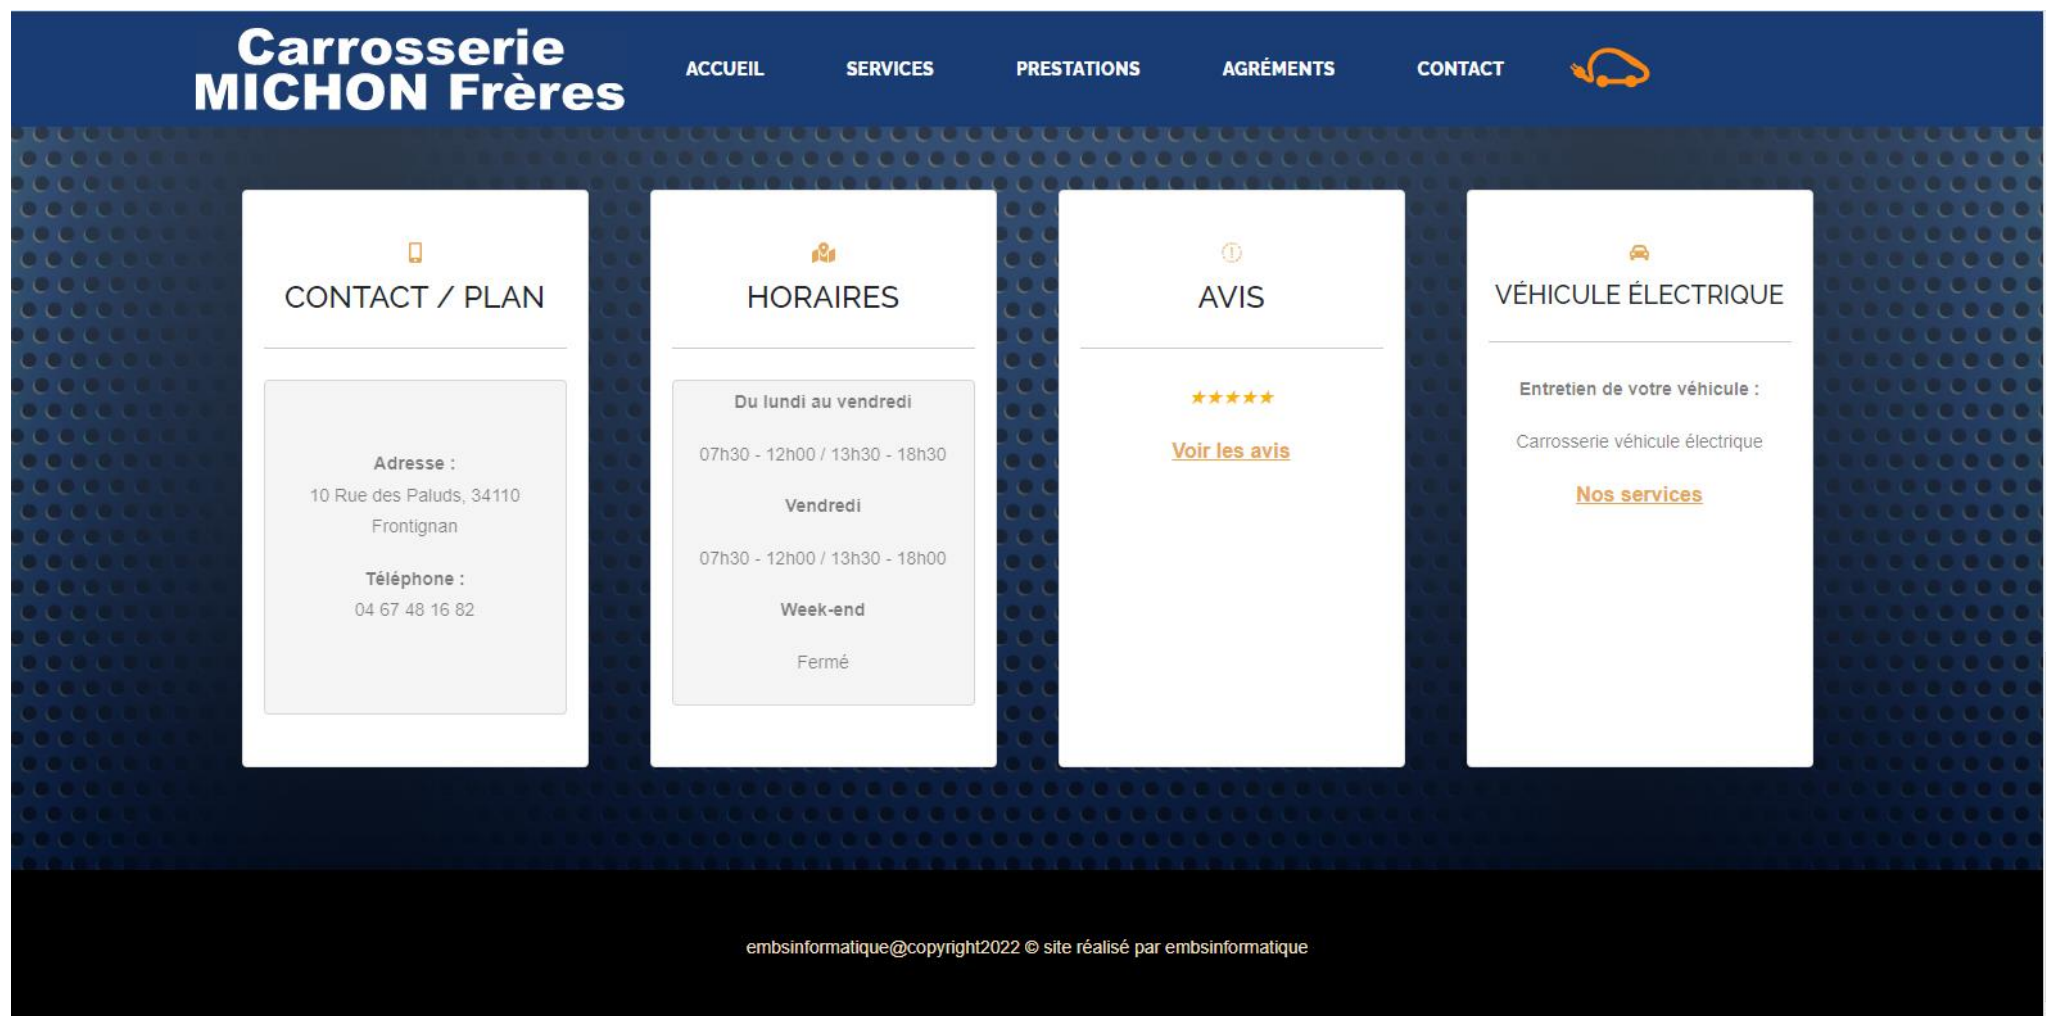 Carrosserie
MICHON Frères
ACCUEIL
SERVICES
PRESTATIONS
AGRÉMENTS
CONTACT
CONTACT / PLAN
Adresse :
10 Rue des Paluds, 34110
Frontignan
Téléphone :
04 67 48 16 82
HORAIRES
Du lundi au vendredi
07h30 - 12h00 / 13h30 - 18h30
Vendredi
07h30 - 12h00 / 13h30 - 18h00
Week-end
Fermé
AVIS
★★★★★
Voir les avis
VÉHICULE ÉLECTRIQUE
Entretien de votre véhicule :
Carrosserie véhicule électrique
Nos services
embsinformatique@copyright2022 © site réalisé par embsinformatique